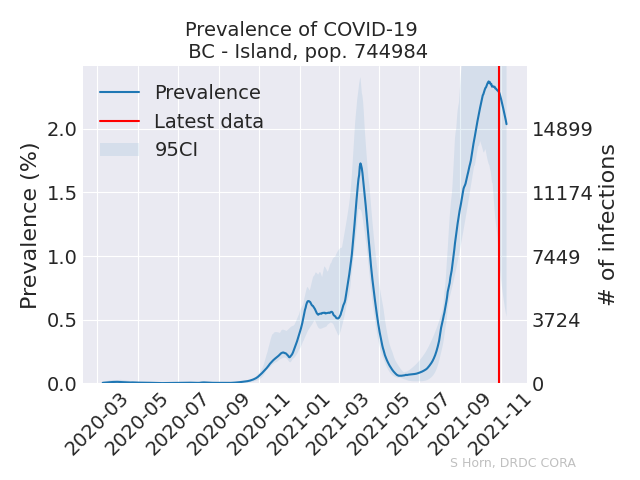 Prevalence of COVID-19
BC - Island, pop. 744984
Prevalence
Latest data
95CI
Prevalence (%)
2.0
1.5
1.0
0.5
0.0
14899
11174
7449
3724
0
# of infections
2020-03
2020-05
2020-07
2020-09
2020-11
2021-01
2021-03
2021-05
2021-07
2021-09
2021-11
S Horn, DRDC CORA